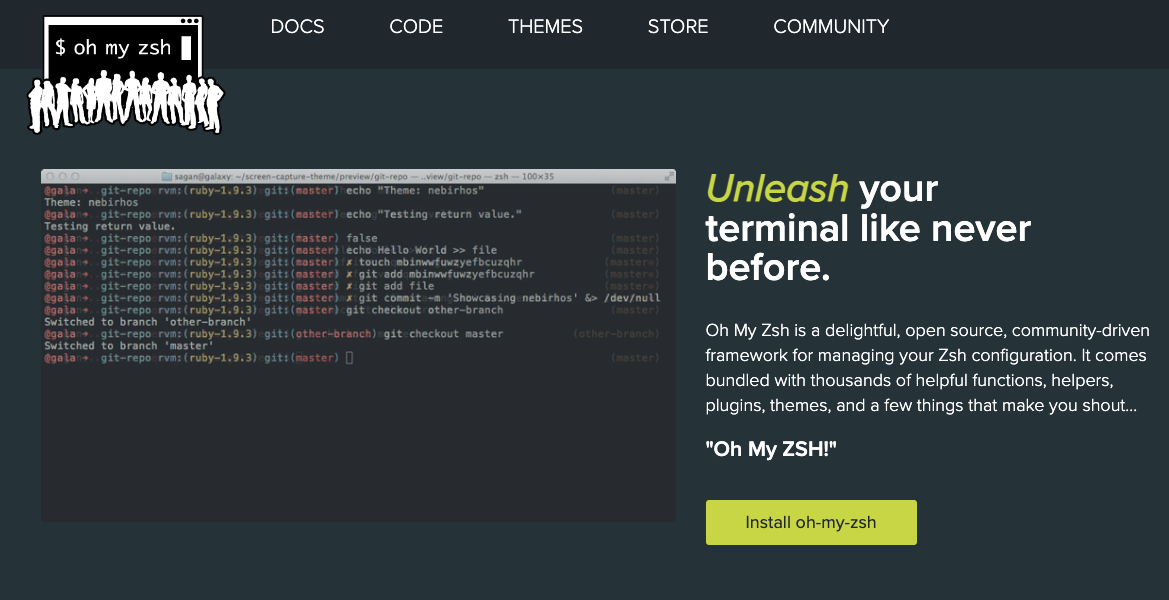 $ oh my zsh
DOCS
CODE
THEMES
STORE
COMMUNITY
sagan@galaxy: ~/screen-capture-theme/preview/git-repo — ..view/git-repo — zsh — 100×35
@gala➜ git-repo rvm:(ruby-1.9.3) git:(master) echo "Theme: nebirhos" (master)
Theme: nebirhos
@gala➜ git-repo rvm:(ruby-1.9.3) git:(master) echo "Testing return value." (master)
Testing return value.
@gala➜ git-repo rvm:(ruby-1.9.3) git:(master) false (master)
@gala➜ git-repo rvm:(ruby-1.9.3) git:(master) echo Hello World >> file (master)
@gala➜ git-repo rvm:(ruby-1.9.3) git:(master) ✗ touch mbinwwfuwzyefbcuzqhr
@gala➜ git-repo rvm:(ruby-1.9.3) git:(master) ✗ git add mbinwwfuwzyefbcuzqhr
@gala➜ git-repo rvm:(ruby-1.9.3) git:(master) ✗ git add file
@gala➜ git-repo rvm:(ruby-1.9.3) git:(master) ✗ git commit -m 'Showcasing nebirhos' &> /dev/null
@gala➜ git-repo rvm:(ruby-1.9.3) git:(master) git checkout other-branch (master)
Switched to branch 'other-branch'
@gala➜ git-repo rvm:(ruby-1.9.3) git:(other-branch) git checkout master (other-branch)
Switched to branch 'master'
@gala➜ git-repo rvm:(ruby-1.9.3) git:(master) (master)
Unleash your
terminal like never
before.
Oh My Zsh is a delightful, open source, community-driven
framework for managing your Zsh configuration. It comes
bundled with thousands of helpful functions, helpers,
plugins, themes, and a few things that make you shout...
"Oh My ZSH!"
Install oh-my-zsh